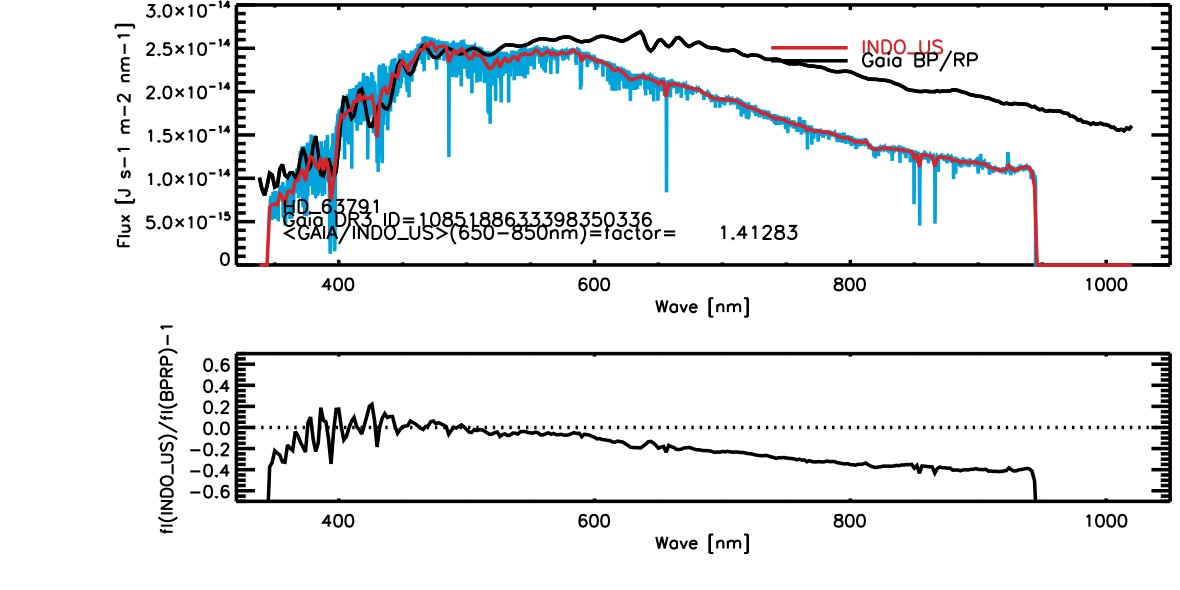 3.0×10⁻¹⁴
2.5×10⁻¹⁴
2.0×10⁻¹⁴
1.5×10⁻¹⁴
1.0×10⁻¹⁴
5.0×10⁻¹⁵
0
Flux [J s−1 m−2 nm−1]
INDO_US
Gaia BP/RP
HD_63791
Gaia DR3 ID=1085188633398350336
<GAIA/INDO_US>(650−850nm)=factor= 1.41283
400 600 800 1000
Wave [nm]
fl(INDO_US)/fl(BPRP)−1
0.6
0.4
0.2
0.0
−0.2
−0.4
−0.6
400 600 800 1000
Wave [nm]